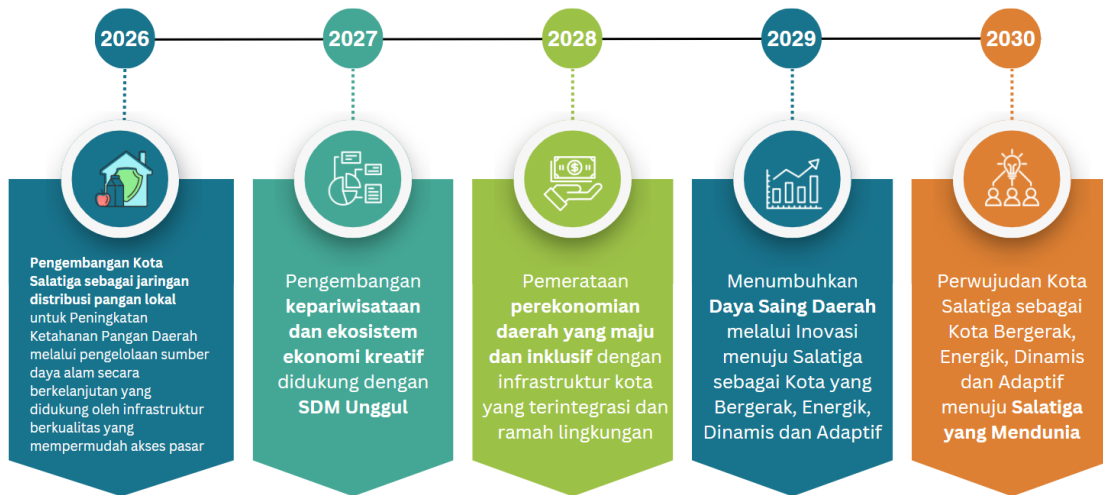 2026
2027
2028
2029
2030
Pengembangan Kota
Salatiga sebagai jaringan
distribusi pangan lokal
untuk Peningkatan
Ketahanan Pangan Daerah
melalui pengelolaan sumber
daya alam secara
berkelanjutan yang
didukung oleh infrastruktur
berkualitas yang
mempermudah akses pasar
Pengembangan
kepariwisataan
dan ekosistem
ekonomi kreatif
didukung dengan
SDM Unggul
Pemerataan
perekonomian
daerah yang maju
dan inklusif dengan
infrastruktur kota
yang terintegrasi dan
ramah lingkungan
Menumbuhkan
Daya Saing Daerah
melalui Inovasi
menuju Salatiga
sebagai Kota yang
Bergerak, Energik,
Dinamis dan Adaptif
Perwujudan Kota
Salatiga sebagai
Kota Bergerak,
Energik, Dinamis
dan Adaptif
menuju Salatiga
yang Mendunia